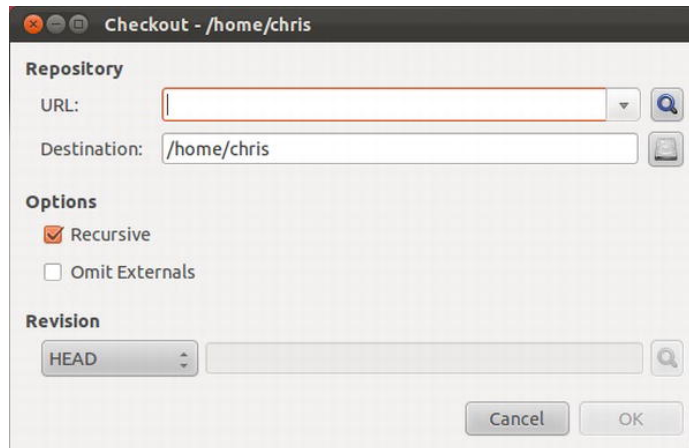 Checkout - /home/chris
Repository
URL:
Destination: /home/chris
Options
Recursive
Omit Externals
Revision
HEAD
Cancel OK